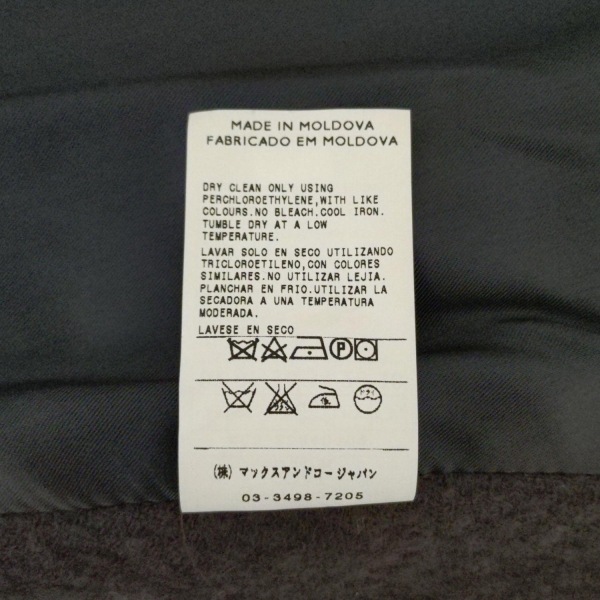 MADE IN MOLDOVA
FABRICADO EM MOLDOVA
DRY CLEAN ONLY USING
PERCHLOROETHYLENE,WITH LIKE
COLOURS.NO BLEACH.COOL IRON.
TUMBLE DRY AT A LOW
TEMPERATURE.
LAVAR SOLO EN SECO UTILIZANDO
TRICLOROETILENO,CON COLORES
SIMILARES.NO UTILIZAR LEJIA.
PLANCHAR EN FRIO.UTILIZAR LA
SECADORA A UNA TEMPERATURA
MODERADA.
LAVESE EN SECO
P
(株) マックスアンドコージャパン
03-3498-7205